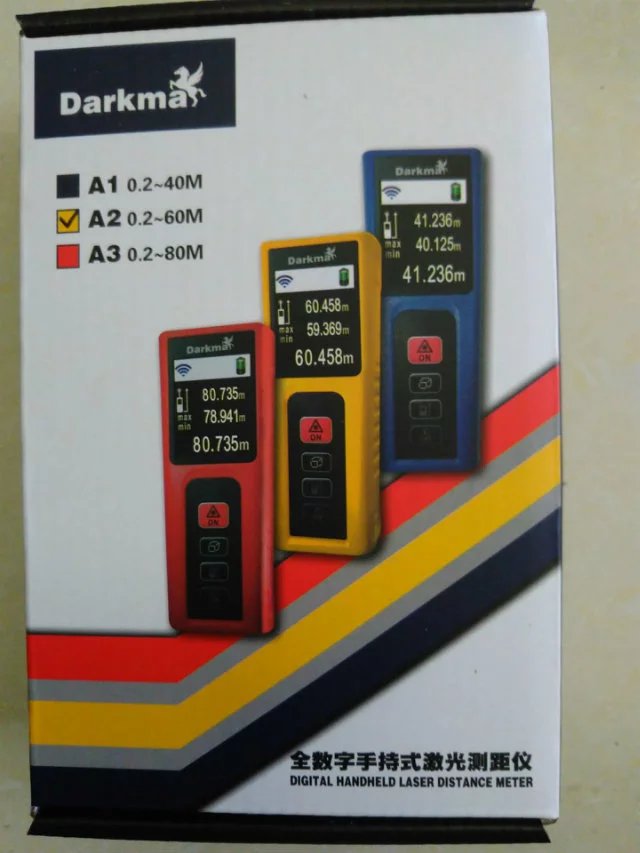 Darkma
A1 0.2~40M
A2 0.2~60M
A3 0.2~80M
Darkma
41.236m
max 40.125m
min
41.236m
ON
Darkma
60.458m
max 59.369m
min
60.458m
ON
Darkma
80.735m
max 78.941m
min
80.735m
ON
全数字手持式激光测距仪
DIGITAL HANDHELD LASER DISTANCE METER